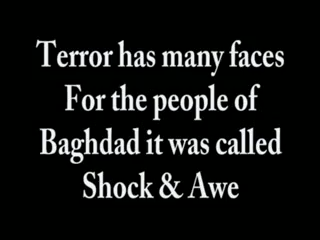 Terror has many faces
For the people of
Baghdad it was called
Shock & Awe